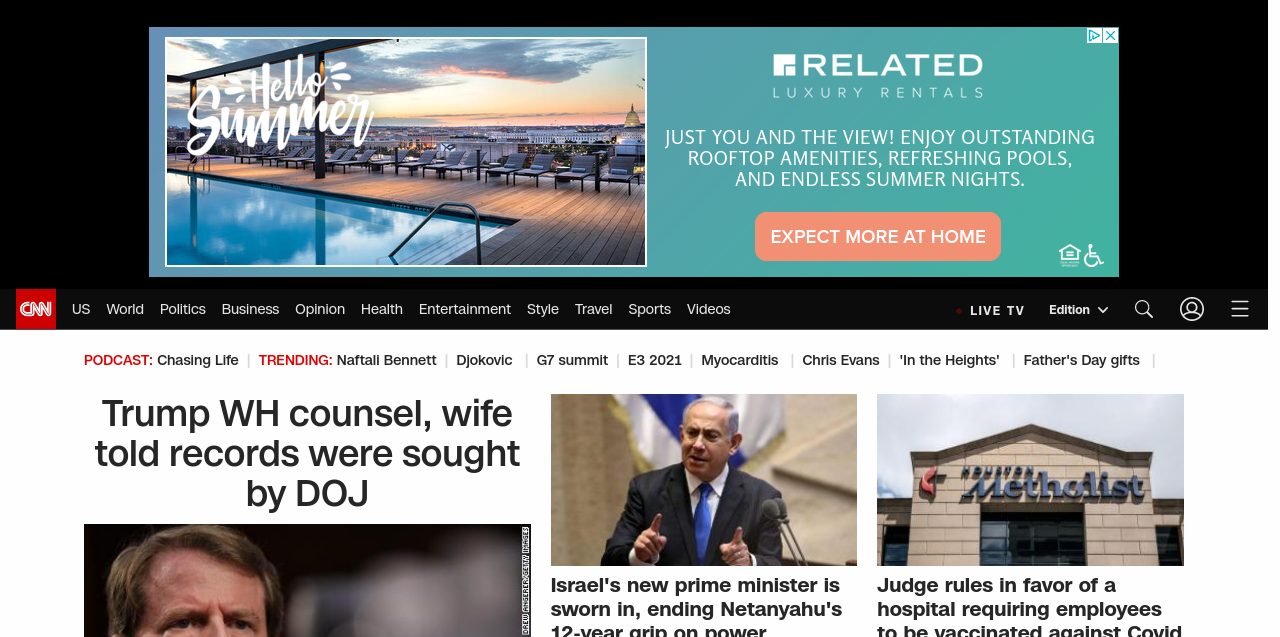 Hello
Summer
RELATED
LUXURY RENTALS
JUST YOU AND THE VIEW! ENJOY OUTSTANDING
ROOFTOP AMENITIES, REFRESHING POOLS,
AND ENDLESS SUMMER NIGHTS.
EXPECT MORE AT HOME
CNN US World Politics Business Opinion Health Entertainment Style Travel Sports Videos LIVE TV Edition
PODCAST: Chasing Life | TRENDING: Naftali Bennett | Djokovic | G7 summit | E3 2021 | Myocarditis | Chris Evans | 'In the Heights' | Father's Day gifts |
Trump WH counsel, wife
told records were sought
by DOJ
DREW ANGERER/GETTY IMAGES
Israel's new prime minister is
sworn in, ending Netanyahu's
12-year grip on power
HOUSTON
Methodist
Judge rules in favor of a
hospital requiring employees
to be vaccinated against Covid